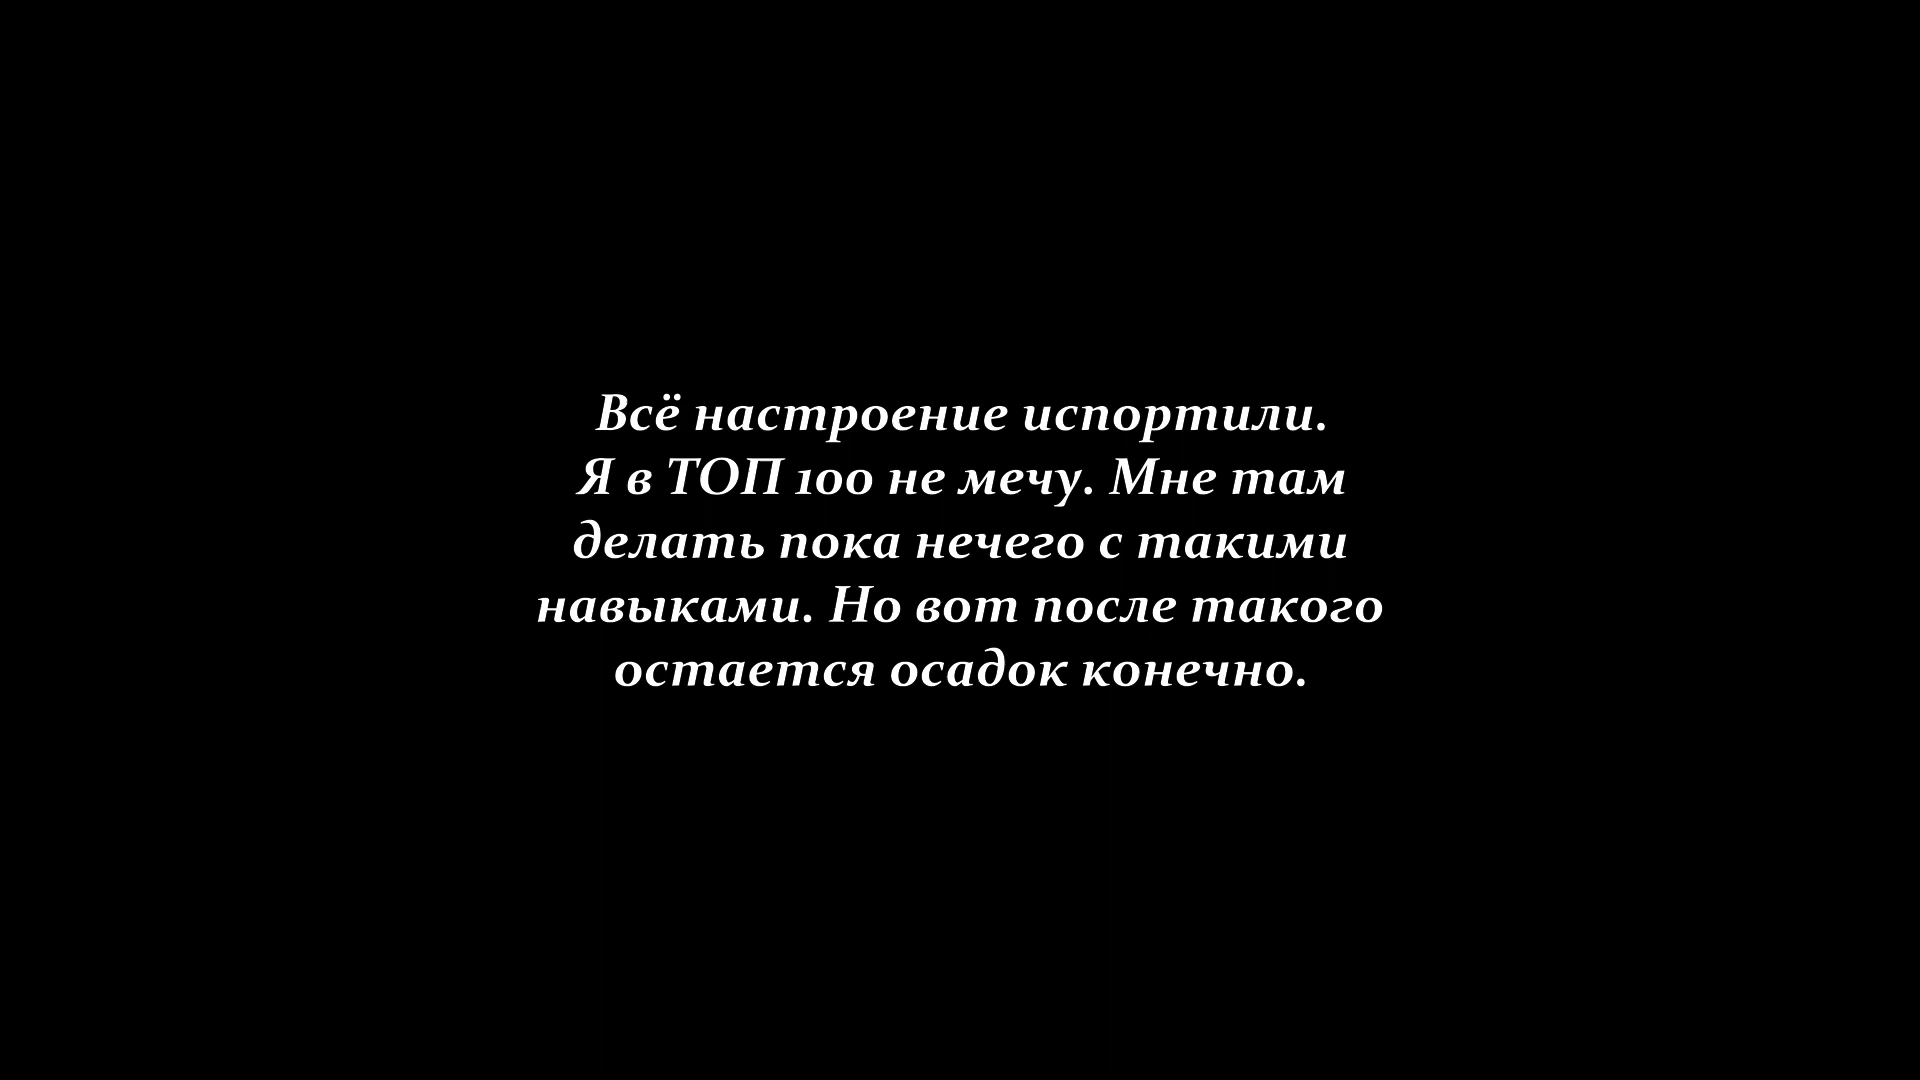 Всё настроение испортили.
Я в ТОП 100 не мечу. Мне там
делать пока нечего с такими
навыками. Но вот после такого
остается осадок конечно.